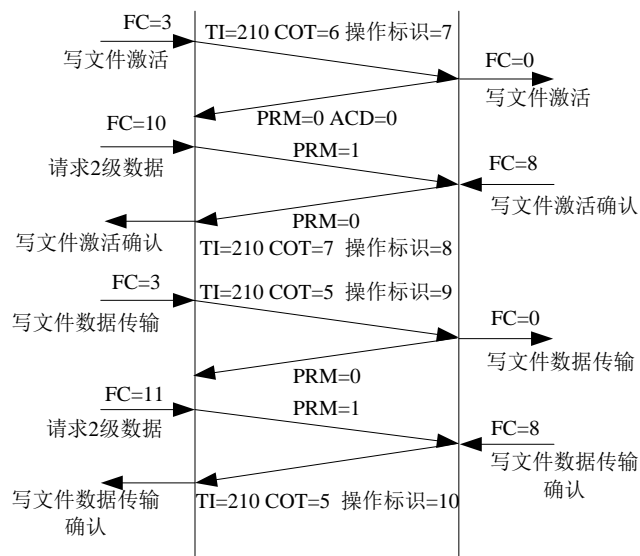 FC=3
TI=210 COT=6 操作标识=7
写文件激活
FC=0
写文件激活
PRM=0 ACD=0
FC=10
PRM=1
请求2级数据
FC=8
写文件激活确认
PRM=0
写文件激活确认
TI=210 COT=7 操作标识=8
FC=3
TI=210 COT=5 操作标识=9
写文件数据传输
FC=0
写文件数据传输
PRM=0
FC=11
PRM=1
请求2级数据
FC=8
写文件数据传输
确认
写文件数据传输
确认
TI=210 COT=5 操作标识=10